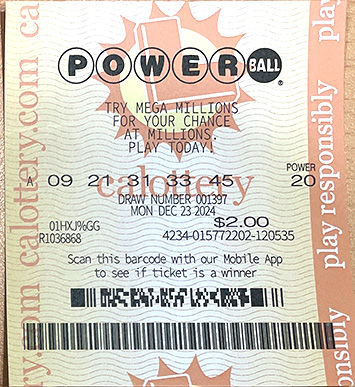 POWER BALL
TRY MEGA MILLIONS
FOR YOUR CHANCE
AT MILLIONS.
PLAY TODAY!
calottery
POWER
A 09 21 31 33 45 20
DRAW NUMBER 001397
MON DEC 23 2024
01HXJ%GG $2.00
R1036868 4234-015772202-120535
Scan this barcode with our Mobile App
to see if ticket is a winner
calottery.com
play responsibly